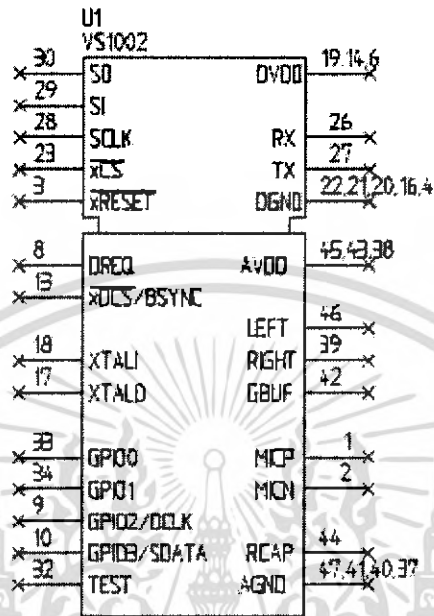 U1
VS1002
30 SO DVDD 19,14,6
29 SI
28 SCLK RX 26
23 xCS TX 27
3 xRESET DGND 22,21,20,16,4
8 DREQ AVDD 45,43,38
13 xDCS/BSYNC
LEFT 46
18 XTALI RIGHT 39
17 XTALO GBUF 42
33 GPIO0 MICP 1
34 GPIO1 MICN 2
9 GPIO2/DCLK
10 GPIO3/SDATA RCAP 44
32 TEST AGND 47,41,40,37